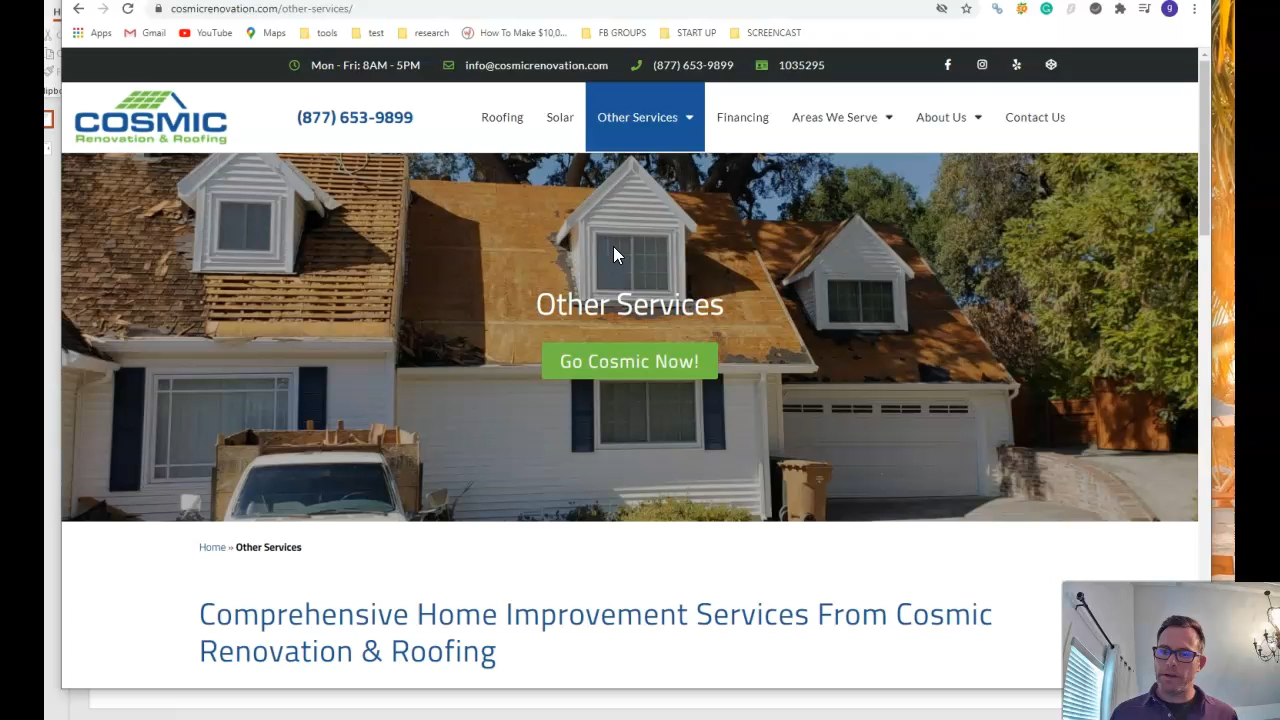 H
cosmicrenovation.com/other-services/
g
Apps Gmail YouTube Maps tools test research How To Make $10,0... FB GROUPS START UP SCREENCAST
lipbo
Mon - Fri: 8AM - 5PM info@cosmicrenovation.com (877) 653-9899 1035295
COSMIC
Renovation & Roofing
(877) 653-9899
Roofing Solar Other Services Financing Areas We Serve About Us Contact Us
Other Services
Go Cosmic Now!
Home » Other Services
Comprehensive Home Improvement Services From Cosmic
Renovation & Roofing